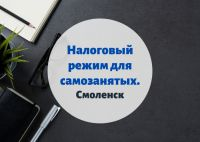 Налоговый
режим для
самозанятых.
Смоленск